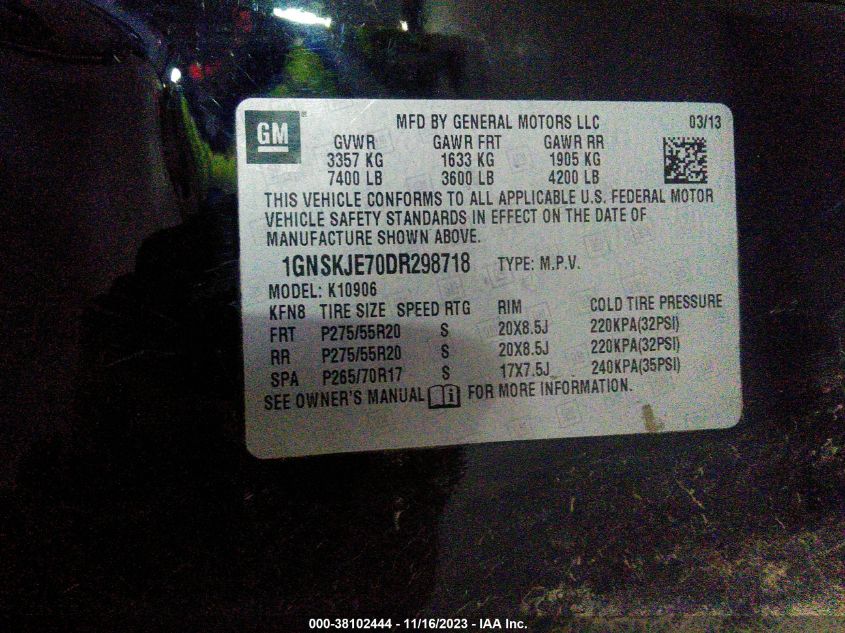 GM ®
MFD BY GENERAL MOTORS LLC 03/13
GVWR GAWR FRT GAWR RR
3357 KG 1633 KG 1905 KG
7400 LB 3600 LB 4200 LB
THIS VEHICLE CONFORMS TO ALL APPLICABLE U.S. FEDERAL MOTOR
VEHICLE SAFETY STANDARDS IN EFFECT ON THE DATE OF
MANUFACTURE SHOWN ABOVE.
1GNSKJE70DR298718 TYPE: M.P.V.
MODEL: K10906
KFN8 TIRE SIZE SPEED RTG RIM COLD TIRE PRESSURE
FRT P275/55R20 S 20X8.5J 220KPA(32PSI)
RR P275/55R20 S 20X8.5J 220KPA(32PSI)
SPA P265/70R17 S 17X7.5J 240KPA(35PSI)
SEE OWNER'S MANUAL i FOR MORE INFORMATION.
000-38102444 - 11/16/2023 - IAA Inc.